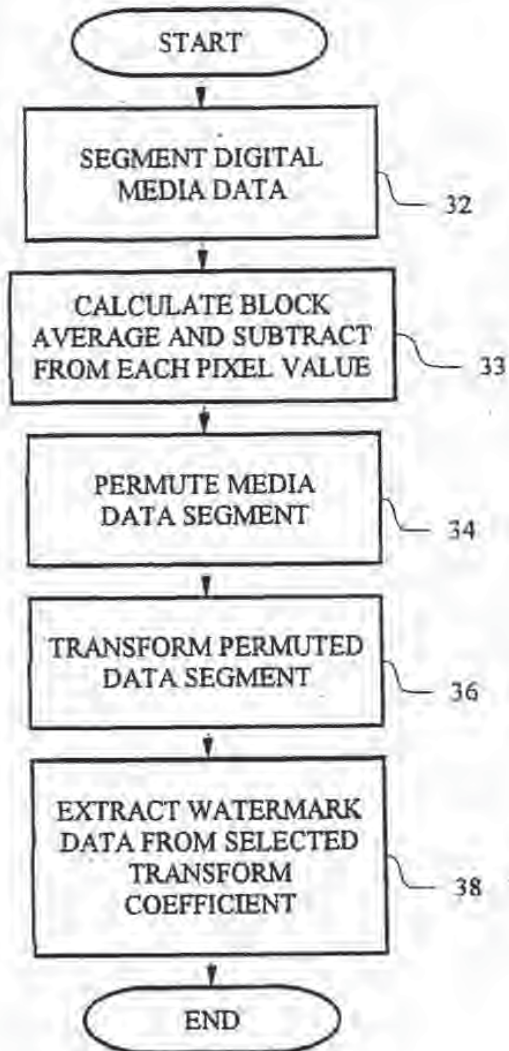 START
SEGMENT DIGITAL
MEDIA DATA
32
CALCULATE BLOCK
AVERAGE AND SUBTRACT
FROM EACH PIXEL VALUE
33
PERMUTE MEDIA
DATA SEGMENT
34
TRANSFORM PERMUTED
DATA SEGMENT
36
EXTRACT WATERMARK
DATA FROM SELECTED
TRANSFORM
COEFFICIENT
38
END